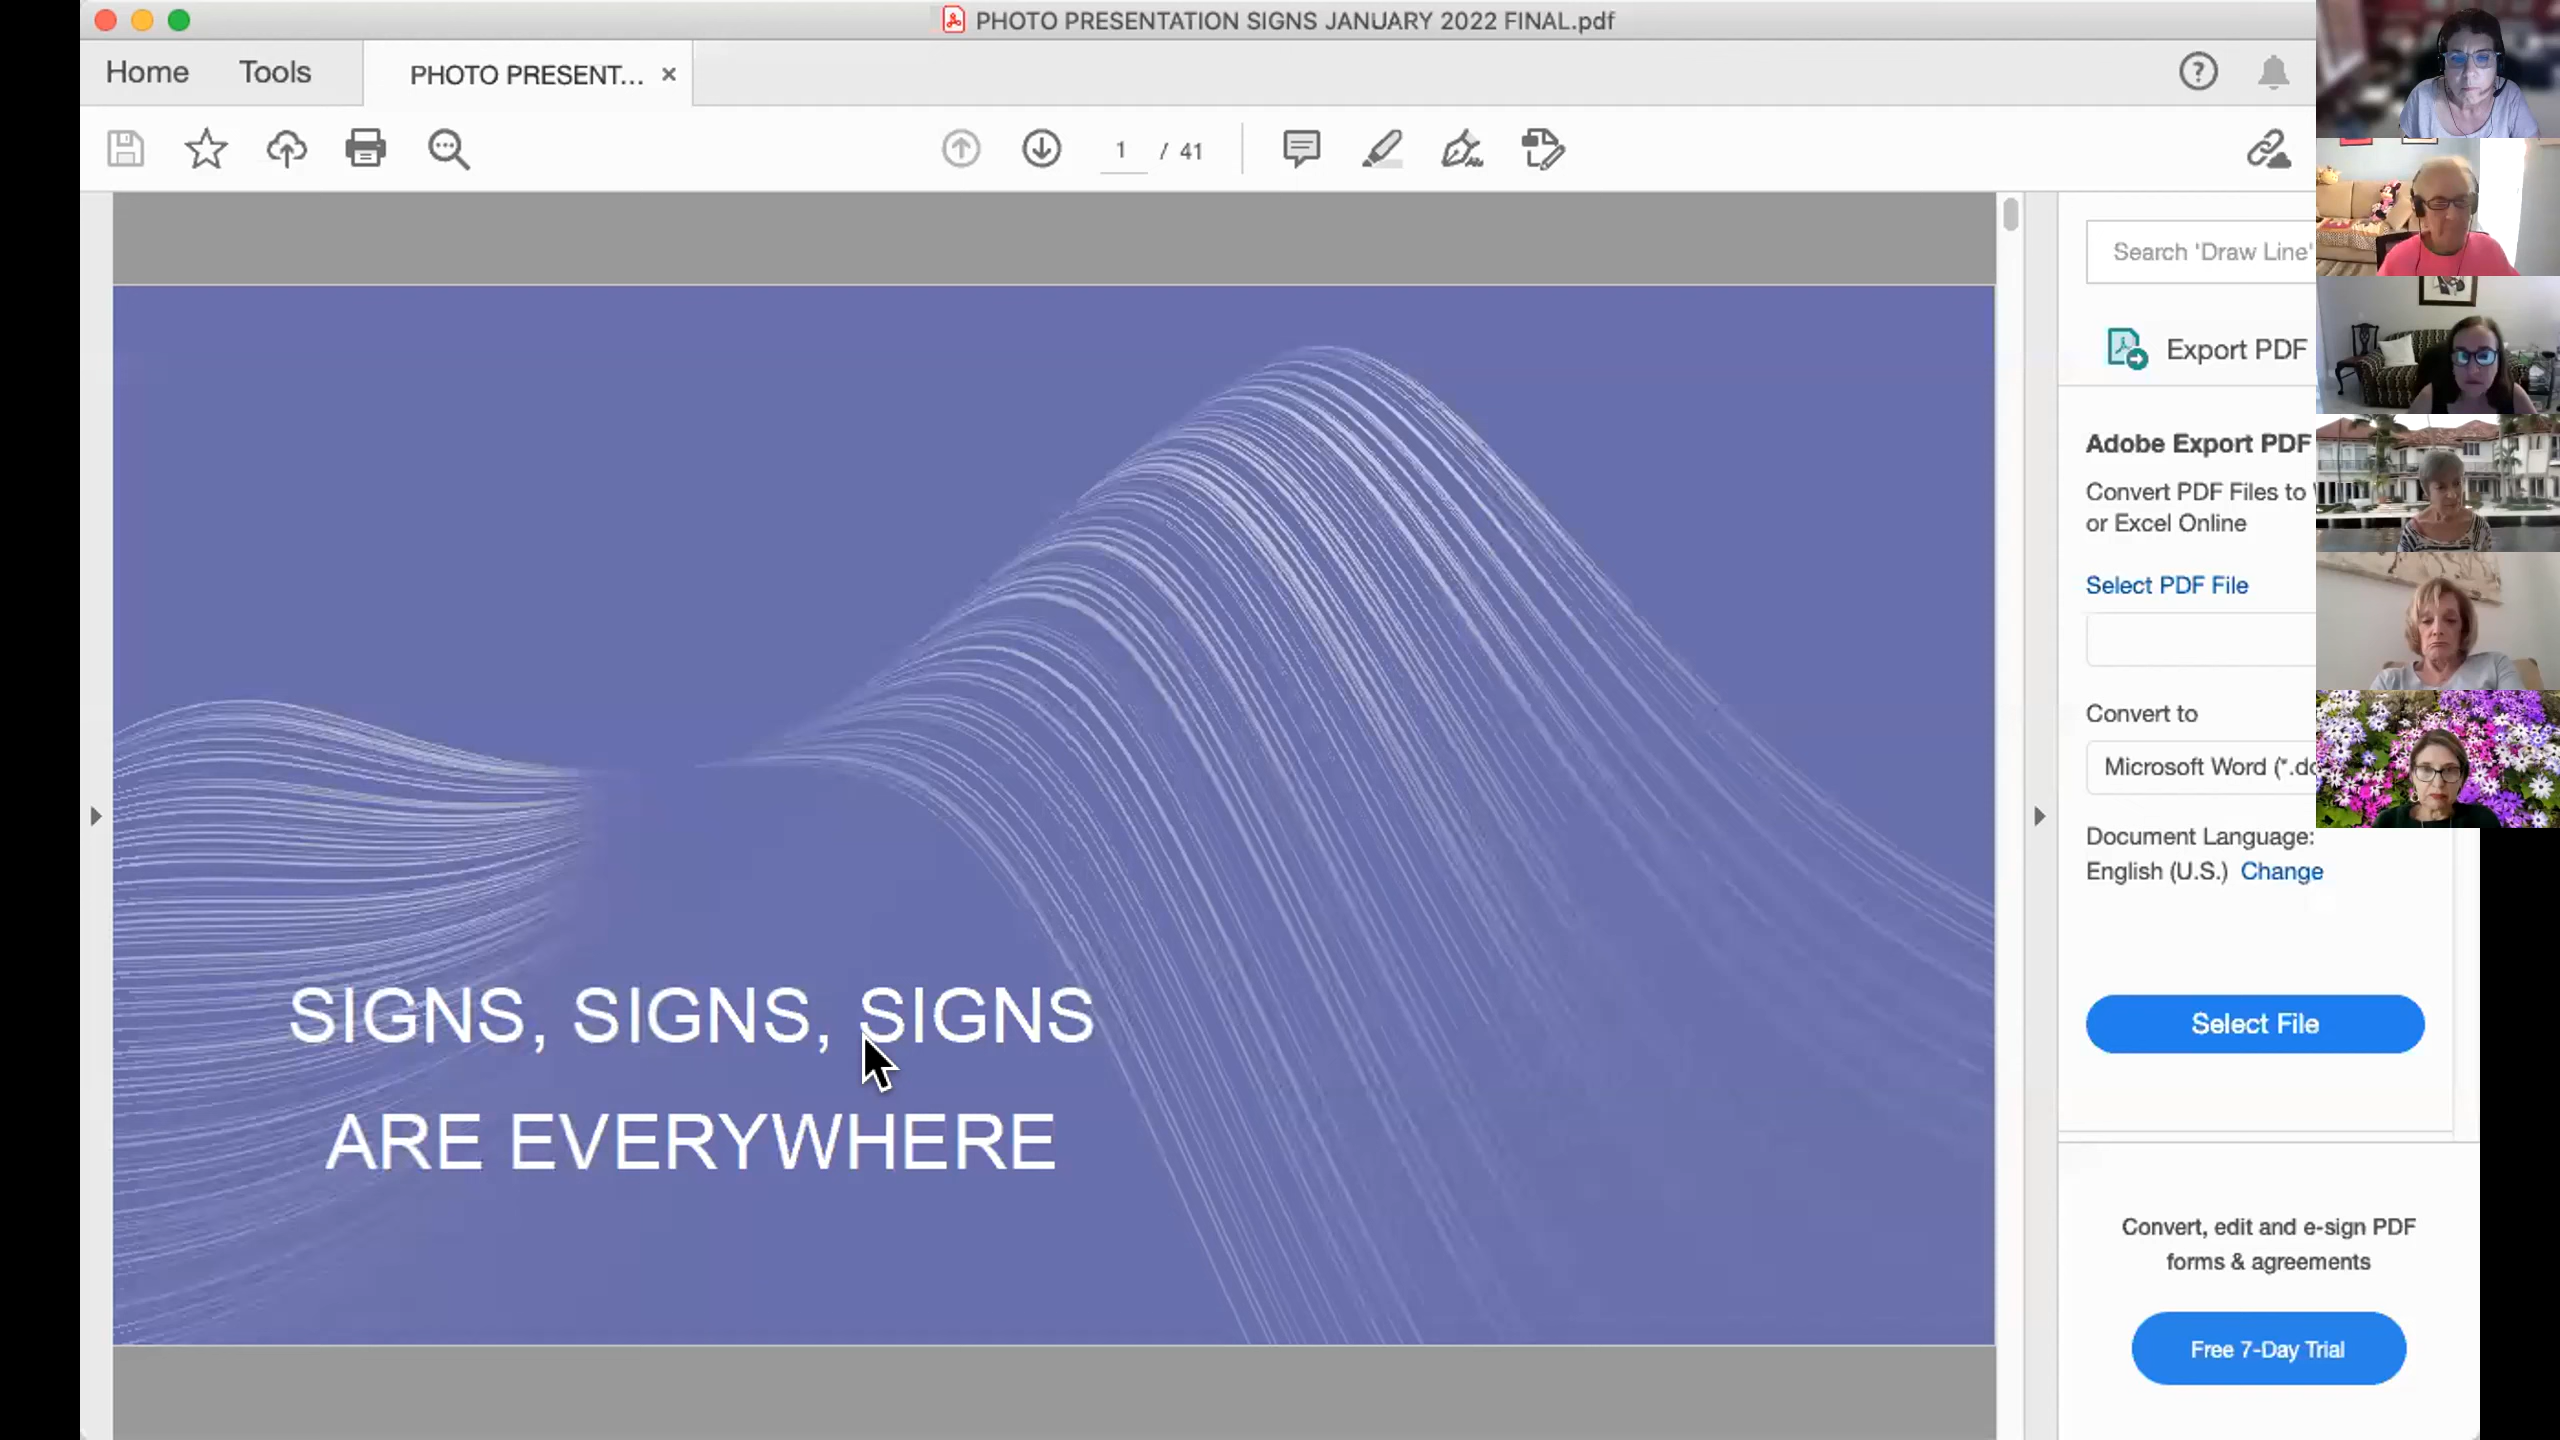 PHOTO PRESENTATION SIGNS JANUARY 2022 FINAL.pdf
Home
Tools
PHOTO PRESENT...
1 / 41
Search 'Draw Line'
Export PDF
Adobe Export PDF
Convert PDF Files to
or Excel Online
Select PDF File
Convert to
Microsoft Word (*.do
Document Language:
English (U.S.) Change
Select File
Convert, edit and e-sign PDF
forms & agreements
Free 7-Day Trial
SIGNS, SIGNS, SIGNS
ARE EVERYWHERE